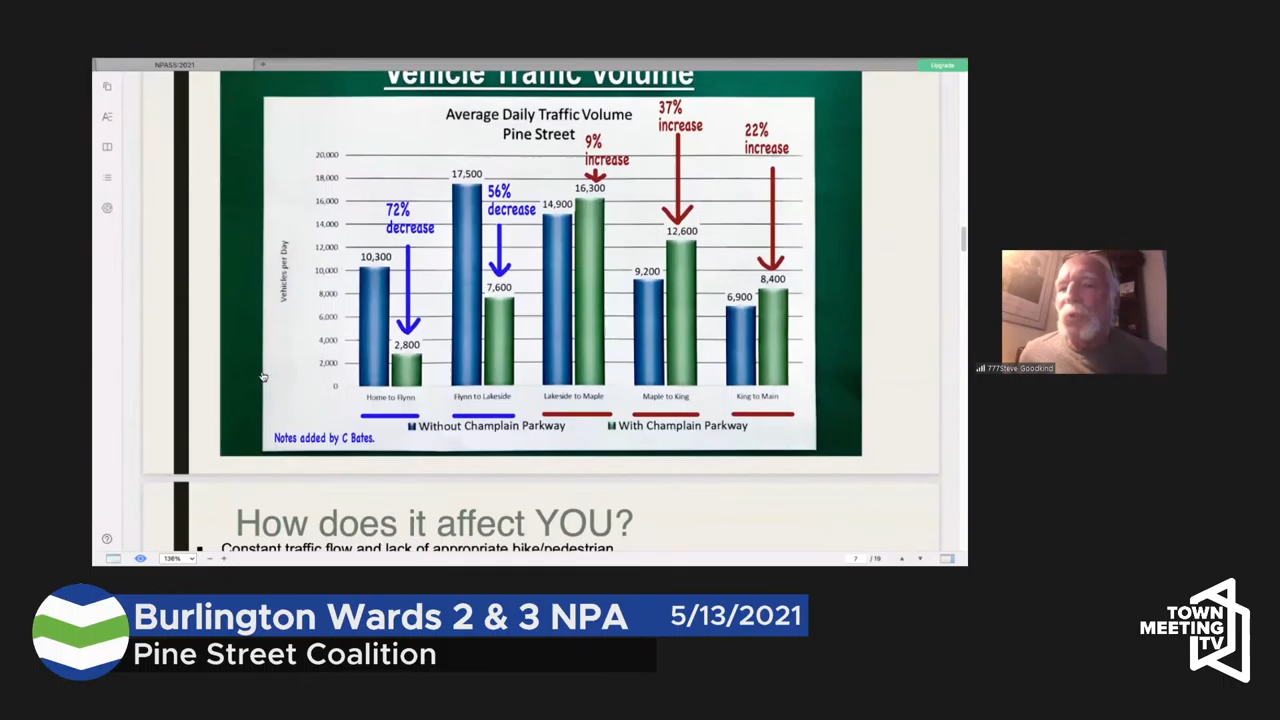 NPASS 2021
Upgrade
Vehicle Traffic Volume
Average Daily Traffic Volume
Pine Street
37%
increase
9%
increase
22%
increase
72%
decrease
56%
decrease
20,000
18,000
16,000
14,000
12,000
10,000
8,000
6,000
4,000
2,000
0
Vehicles per Day
10,300
2,800
17,500
7,600
14,900
16,300
9,200
12,600
6,900
8,400
Home to Flynn
Flynn to Lakeside
Lakeside to Maple
Maple to King
King to Main
Without Champlain Parkway
With Champlain Parkway
Notes added by C Bates.
How does it affect YOU?
Constant traffic flow and lack of appropriate bike/pedestrian
136%
7 / 19
777Steve Goodkind
Burlington Wards 2 & 3 NPA 5/13/2021
Pine Street Coalition
TOWN
MEETING
TV